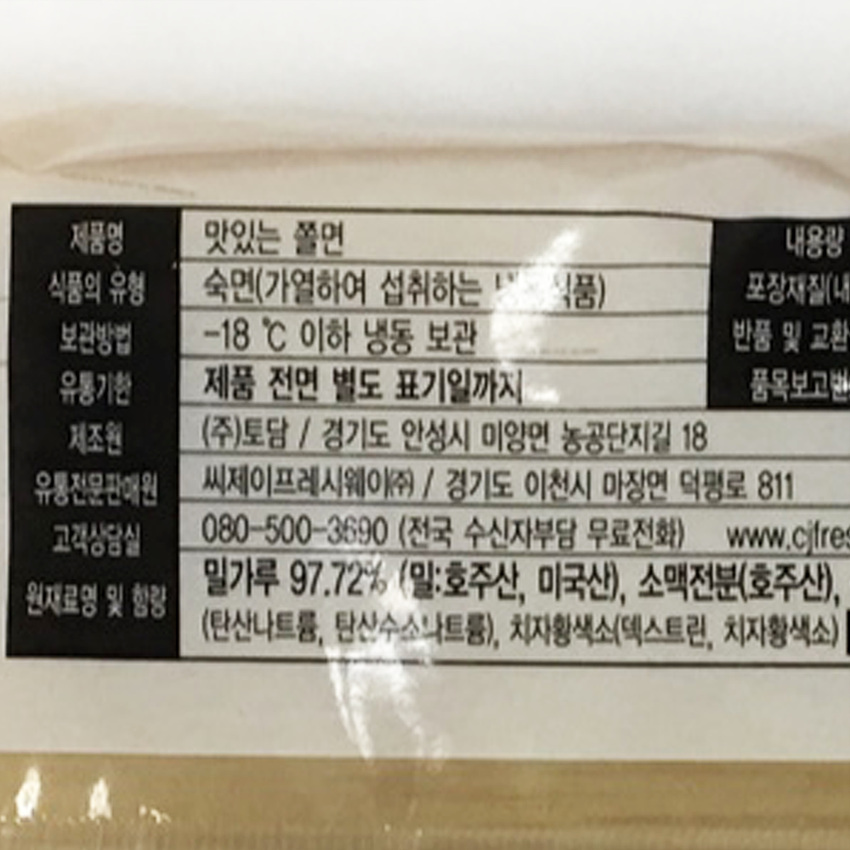 제품명 맛있는 쫄면 내용량
식품의 유형 숙면(가열하여 섭취하는 식품) 포장재질(내
보관방법 -18 ℃ 이하 냉동 보관 반품 및 교환
유통기한 제품 전면 별도 표기일까지 품목보고번
제조원 (주)토담 / 경기도 안성시 미양면 농공단지길 18
유통전문판매원 씨제이프레시웨이㈜ / 경기도 이천시 마장면 덕평로 811
고객상담실 080-500-3690 (전국 수신자부담 무료전화) www.cjfres
원재료명 및 함량 밀가루 97.72% (밀:호주산, 미국산), 소맥전분(호주산),
(탄산나트륨, 탄산수소나트륨), 치자황색소(덱스트린, 치자황색소)